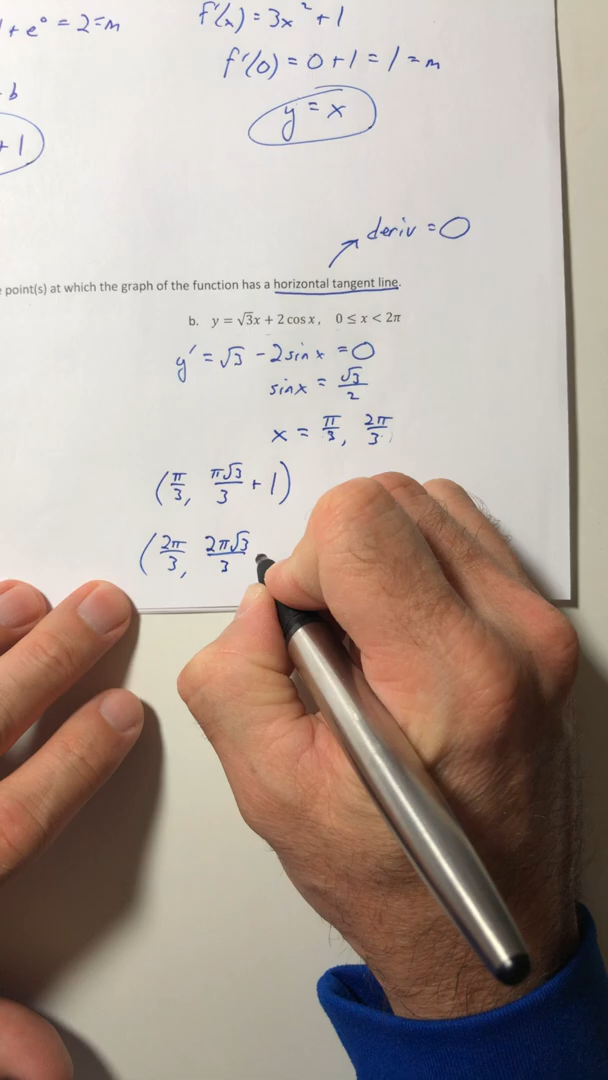 + e⁰ = 2 = m
f'(x) = 3x² + 1
f'(0) = 0 + 1 = 1 = m
b
y = x
+ 1
deriv = 0
point(s) at which the graph of the function has a horizontal tangent line.
b. y = √3x + 2 cos x, 0 ≤ x < 2π
y' = √3 - 2 sin x = 0
sin x = √3/2
x = π/3, 2π/3
(π/3, π√3/3 + 1)
(2π/3, 2π√3/3